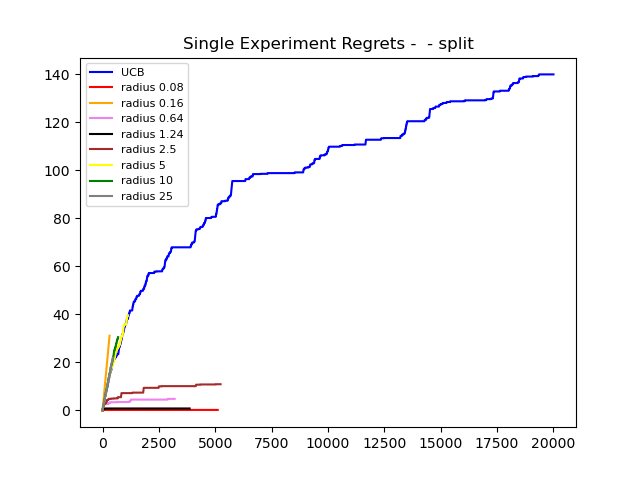 Single Experiment Regrets -  - split
140
120
100
80
60
40
20
0
UCB
radius 0.08
radius 0.16
radius 0.64
radius 1.24
radius 2.5
radius 5
radius 10
radius 25
0 2500 5000 7500 10000 12500 15000 17500 20000